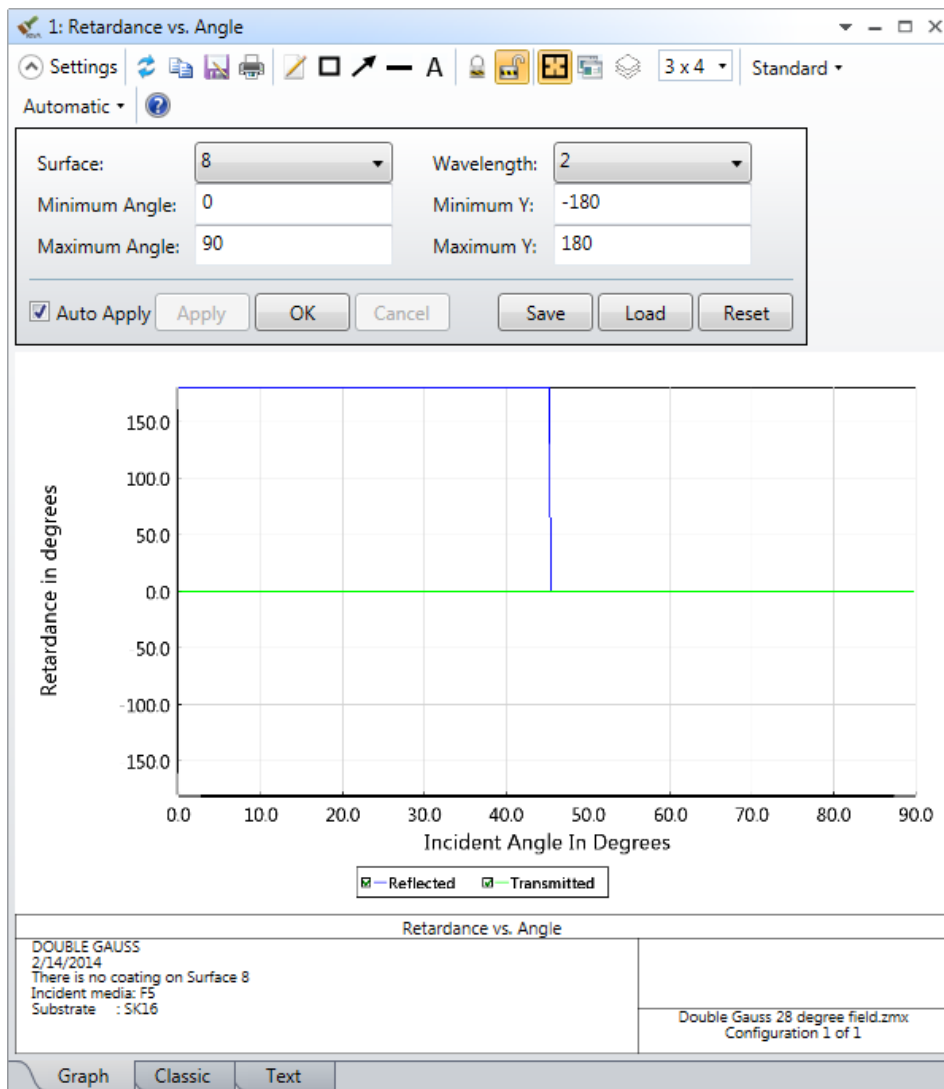 1: Retardance vs. Angle
Settings A 3 x 4 Standard
Automatic
Surface: 8 Wavelength: 2
Minimum Angle: 0 Minimum Y: -180
Maximum Angle: 90 Maximum Y: 180
Auto Apply Apply OK Cancel Save Load Reset
150.0
100.0
50.0
0.0
-50.0
-100.0
150.0
Retardance in degrees
0.0 10.0 20.0 30.0 40.0 50.0 60.0 70.0 80.0 90.0
Incident Angle In Degrees
Reflected Transmitted
Retardance vs. Angle
DOUBLE GAUSS
2/14/2014
There is no coating on Surface 8
Incident media: F5
Substrate : SK16
Double Gauss 28 degree field.zmx
Configuration 1 of 1
Graph Classic Text